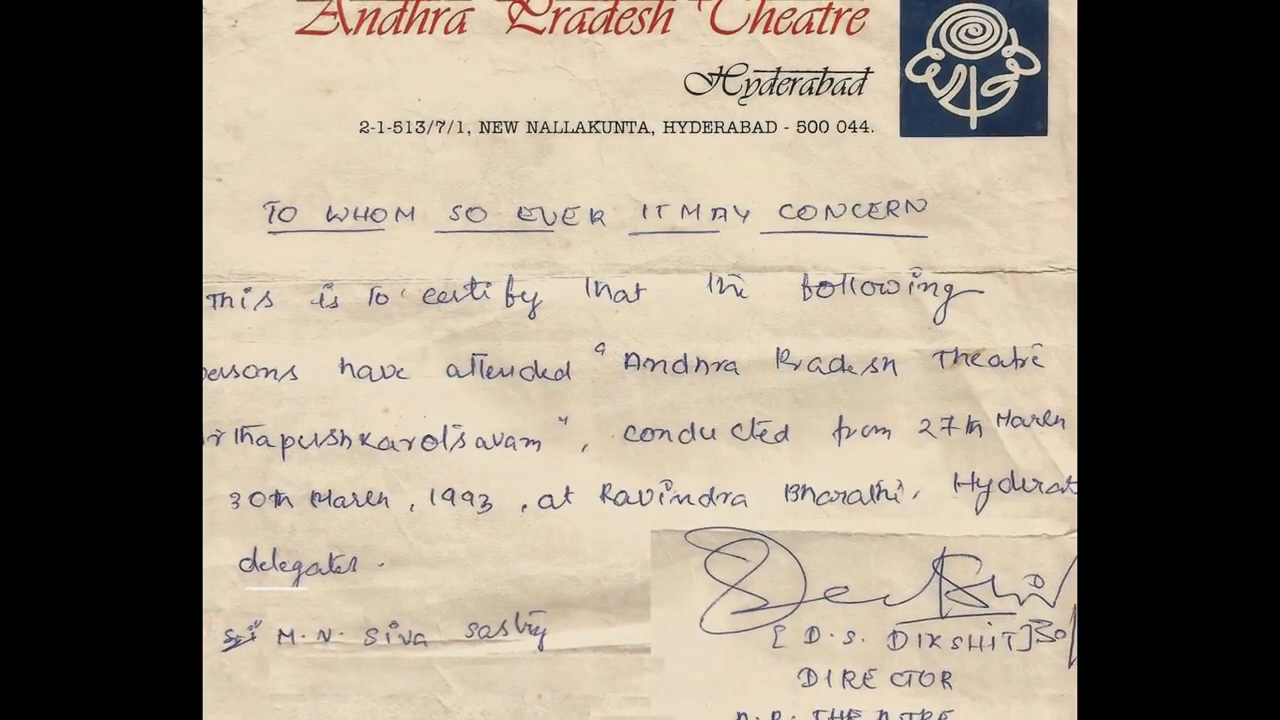 Andhra Pradesh Theatre
Hyderabad
2-1-513/7/1, NEW NALLAKUNTA, HYDERABAD - 500 044.
TO WHOM SO EVER IT MAY CONCERN
This is To certify that the following
persons have attended "Andhra Pradesh Theatre
rthapushkarotsavam", conducted from 27th March
30th March, 1993, at Ravindra Bharathi, Hyderab
delegates.
Sri M.N. Siva Sastry
[D.S. DIKSHIT]
DIRECTOR
A.P. THEATRE